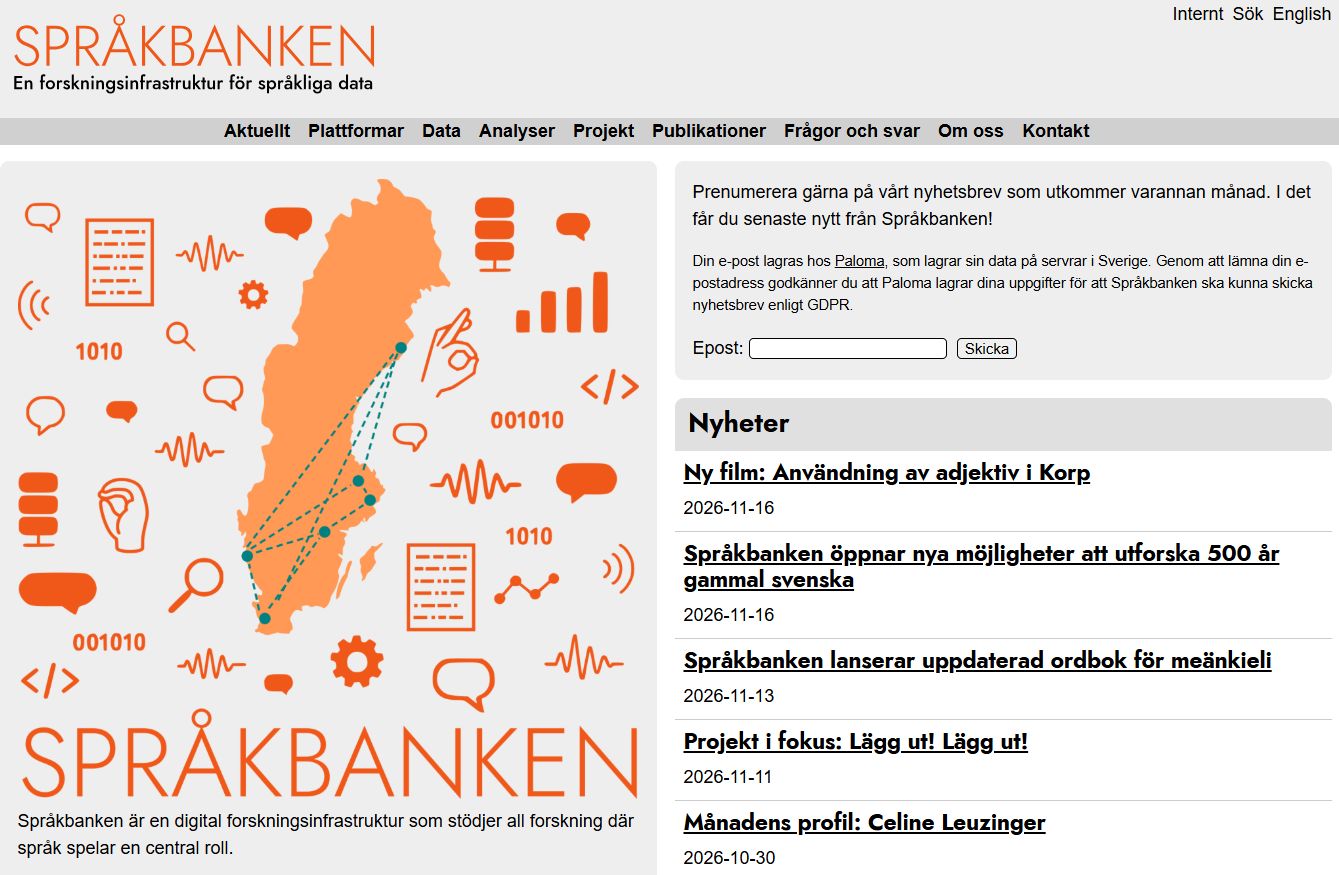 Internt Sök English
SPRÅKBANKEN
En forskningsinfrastruktur för språkliga data
Aktuellt Plattformar Data Analyser Projekt Publikationer Frågor och svar Om oss Kontakt
1010
001010
1010
001010
SPRÅKBANKEN
Språkbanken är en digital forskningsinfrastruktur som stödjer all forskning där
språk spelar en central roll.
Prenumerera gärna på vårt nyhetsbrev som utkommer varannan månad. I det
får du senaste nytt från Språkbanken!
Din e-post lagras hos Paloma, som lagrar sin data på servrar i Sverige. Genom att lämna din e-
postadress godkänner du att Paloma lagrar dina uppgifter för att Språkbanken ska kunna skicka
nyhetsbrev enligt GDPR.
Epost: Skicka
Nyheter
Ny film: Användning av adjektiv i Korp
2026-11-16
Språkbanken öppnar nya möjligheter att utforska 500 år
gammal svenska
2026-11-16
Språkbanken lanserar uppdaterad ordbok för meänkieli
2026-11-13
Projekt i fokus: Lägg ut! Lägg ut!
2026-11-11
Månadens profil: Celine Leuzinger
2026-10-30